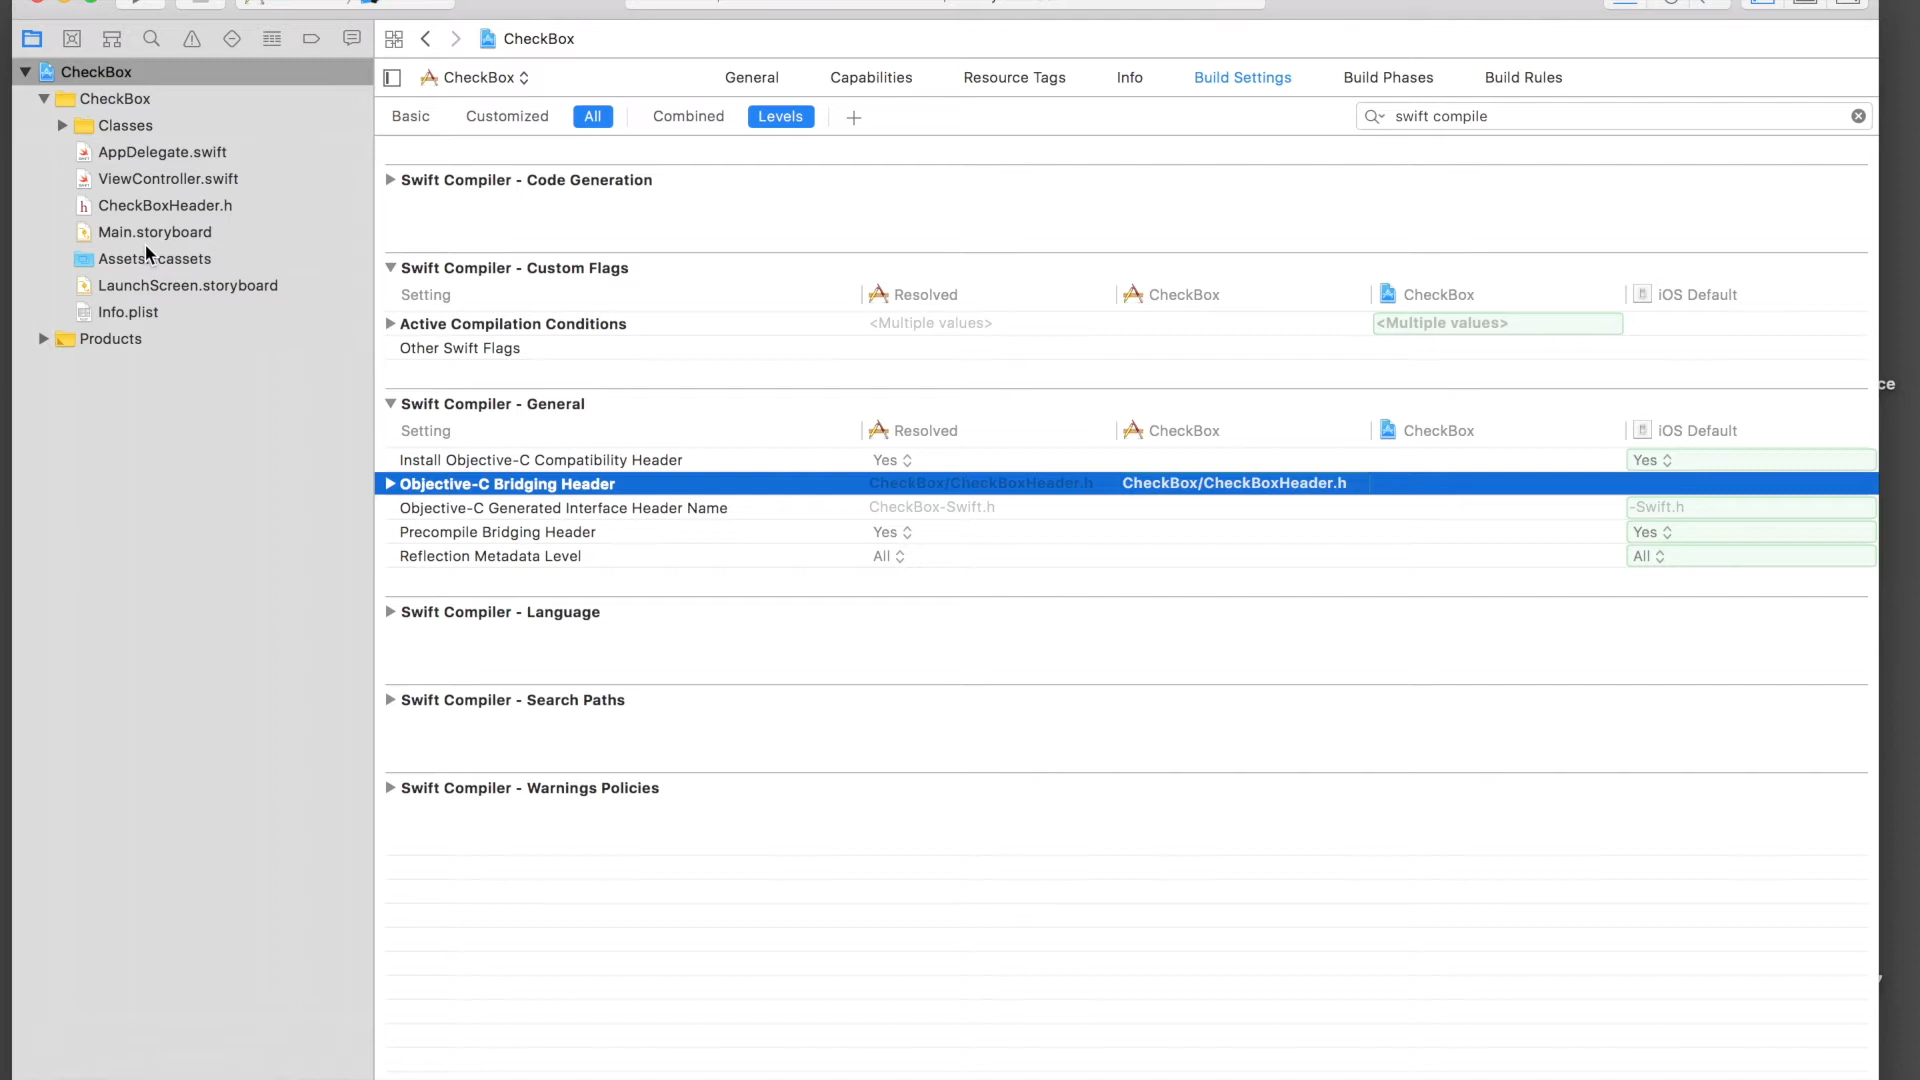 CheckBox
CheckBox
CheckBox
Classes
AppDelegate.swift
ViewController.swift
CheckBoxHeader.h
Main.storyboard
Assets.xcassets
LaunchScreen.storyboard
Info.plist
Products
CheckBox General Capabilities Resource Tags Info Build Settings Build Phases Build Rules
Basic Customized All Combined Levels swift compile
Swift Compiler - Code Generation
Swift Compiler - Custom Flags
Setting Resolved CheckBox CheckBox iOS Default
Active Compilation Conditions <Multiple values> <Multiple values>
Other Swift Flags
Swift Compiler - General
Setting Resolved CheckBox CheckBox iOS Default
Install Objective-C Compatibility Header Yes Yes
Objective-C Bridging Header CheckBox/CheckBoxHeader.h CheckBox/CheckBoxHeader.h
Objective-C Generated Interface Header Name CheckBox-Swift.h -Swift.h
Precompile Bridging Header Yes Yes
Reflection Metadata Level All All
Swift Compiler - Language
Swift Compiler - Search Paths
Swift Compiler - Warnings Policies
ce